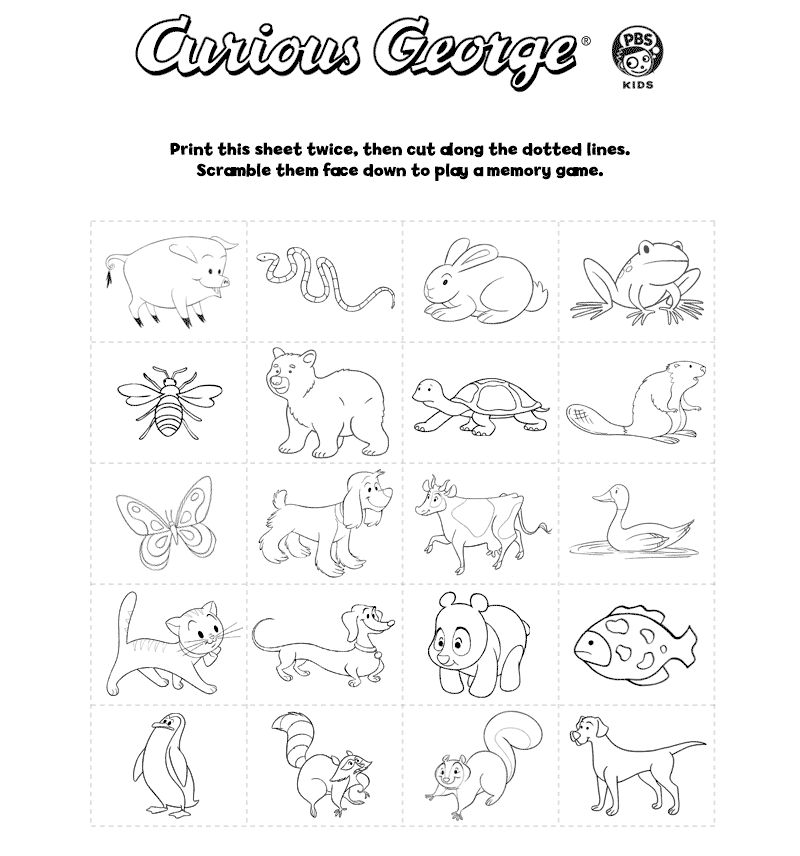 Curious George®
PBS
KIDS
Print this sheet twice, then cut along the dotted lines.
Scramble them face down to play a memory game.